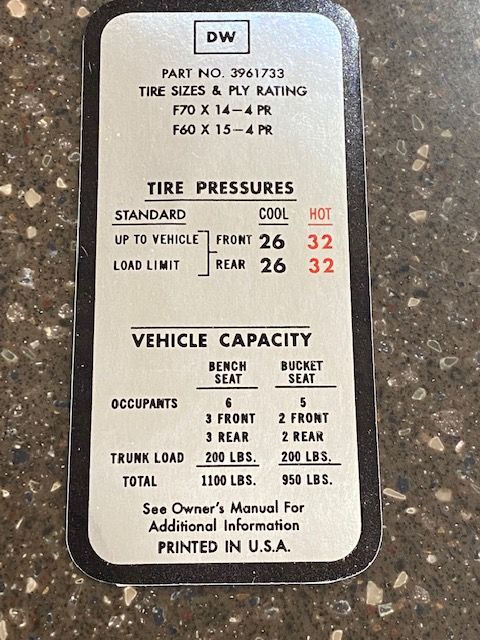 DW
PART NO. 3961733
TIRE SIZES & PLY RATING
F70 X 14-4 PR
F60 X 15-4 PR
TIRE PRESSURES
STANDARD COOL HOT
UP TO VEHICLE FRONT 26 32
LOAD LIMIT REAR 26 32
VEHICLE CAPACITY
BENCH SEAT BUCKET SEAT
OCCUPANTS 6 5
3 FRONT 2 FRONT
3 REAR 2 REAR
TRUNK LOAD 200 LBS. 200 LBS.
TOTAL 1100 LBS. 950 LBS.
See Owner's Manual For
Additional Information
PRINTED IN U.S.A.